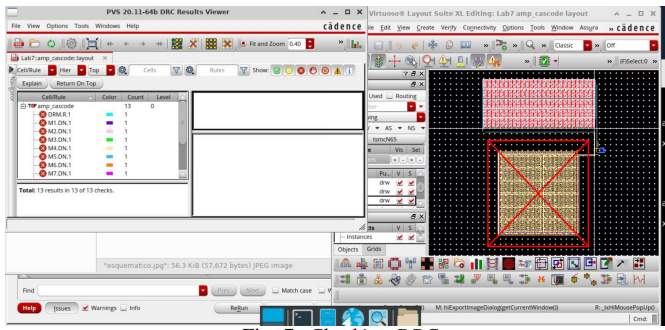 PVS 20.11-64b DRC Results Viewer
Virtuoso® Layout Suite XL Editing: Lab7 amp_cascode layout
File View Options Tools Windows Help
cādence
Edit View Create Verify Connectivity Options Tools Window Assura
cādence
Fit and Zoom 0.40
Classic
Off
Lab7:amp_cascode:layout
Cell/Rule Hier Top
Cells
Rules
Show:
(F)Select:0
Explain Return On Top
Cell/Rule Color Count Level
TOP amp_cascode 13 0
DRM.R.1 1
M1.DN.1 1
M2.DN.1 1
M3.DN.1 1
M4.DN.1 1
M5.DN.1 1
M6.DN.1 1
M7.DN.1 1
Total: 13 results in 13 of 13 checks.
Used Routing
AS NS
tsmcN65
Vis Sel
Pu... V S
drw
drw
drw
V S
Instances
Objects Grids
"esquematico.jpg": 56.3 KiB (57,672 bytes) JPEG image
Find
Prev Next Match case
Help Issues Warnings Info ReRun
M: hiExportImageDialog(getCurrentWindow())
Cmd: